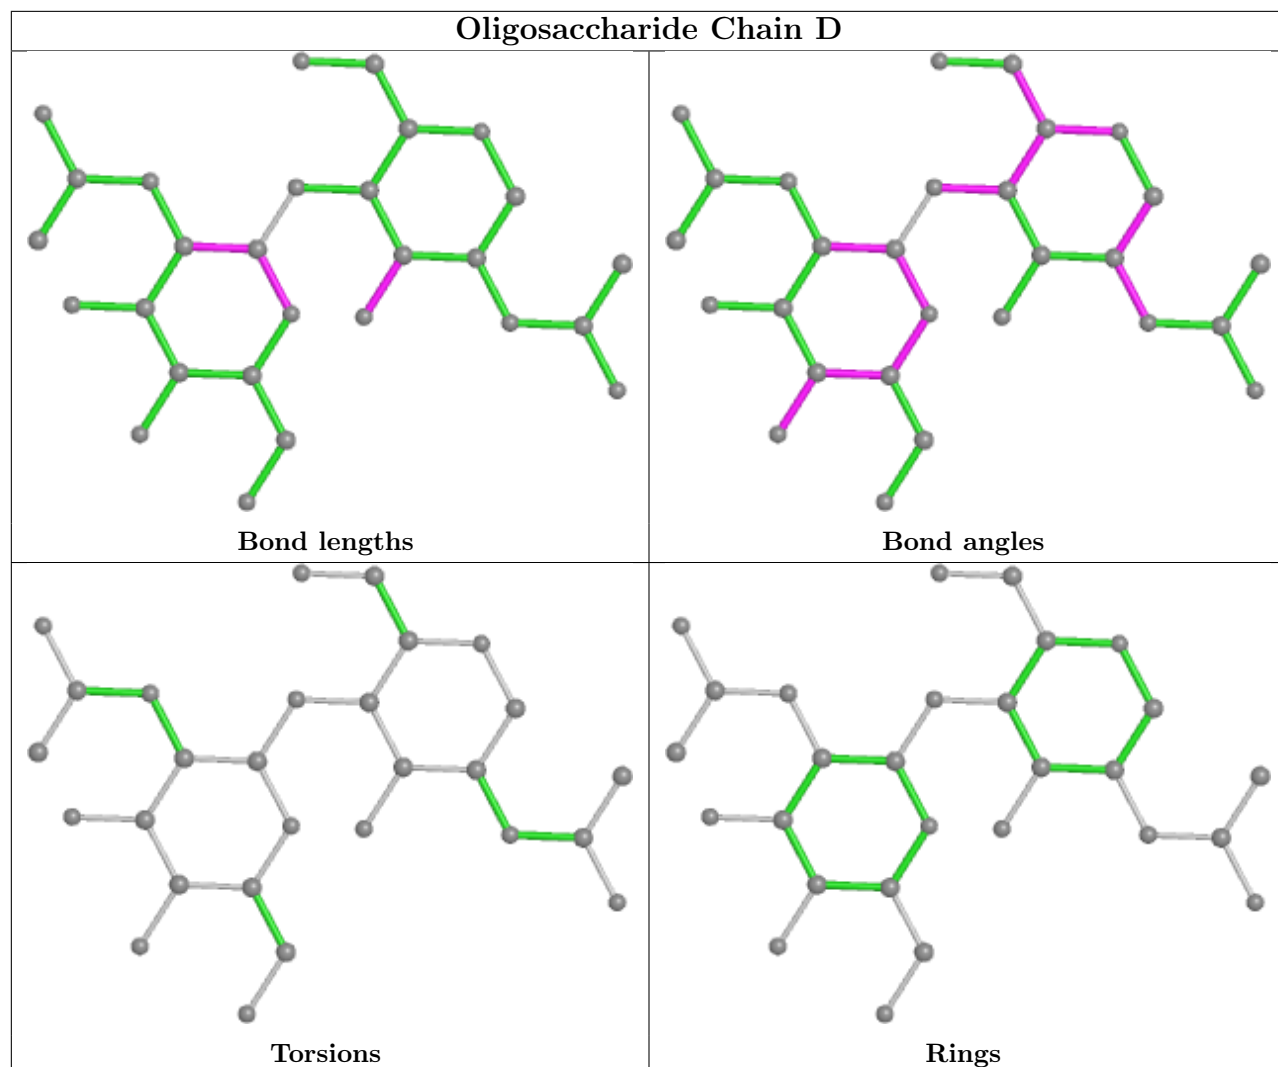 Oligosaccharide Chain D
Bond lengths
Bond angles
Torsions
Rings